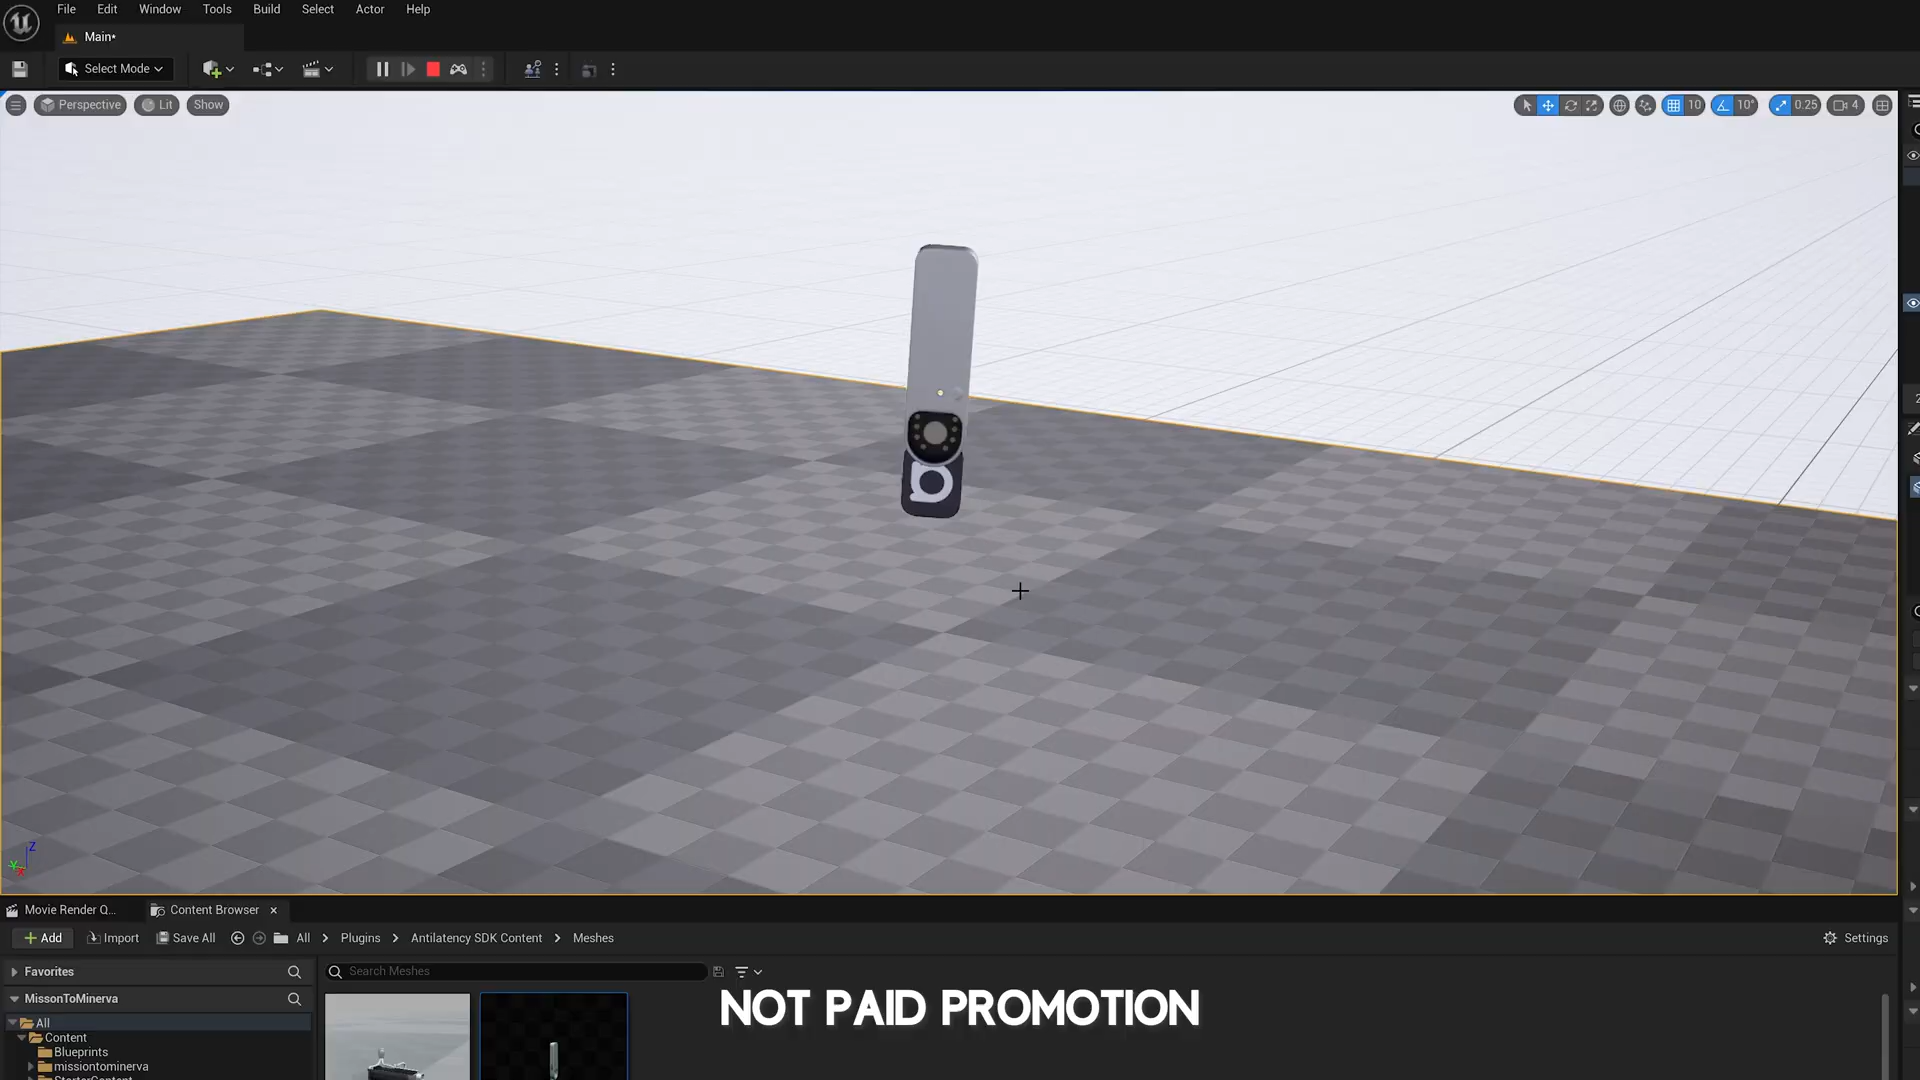 File Edit Window Tools Build Select Actor Help
Main*
Select Mode
Perspective Lit Show
10 10° 0.25 4
Z
Y
X
Movie Render Q... Content Browser
Add Import Save All All Plugins Antilatency SDK Content Meshes Settings
Favorites Search Meshes
MissonToMinerva
NOT PAID PROMOTION
All
Content
Blueprints
missiontominerva
StarterContent